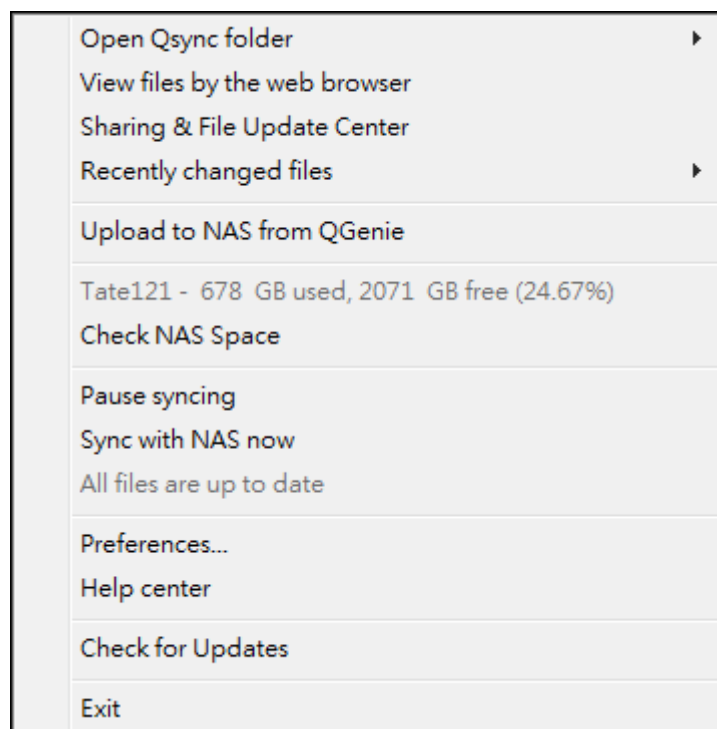 Open Qsync folder
View files by the web browser
Sharing & File Update Center
Recently changed files
Upload to NAS from QGenie
Tate121 - 678 GB used, 2071 GB free (24.67%)
Check NAS Space
Pause syncing
Sync with NAS now
All files are up to date
Preferences...
Help center
Check for Updates
Exit